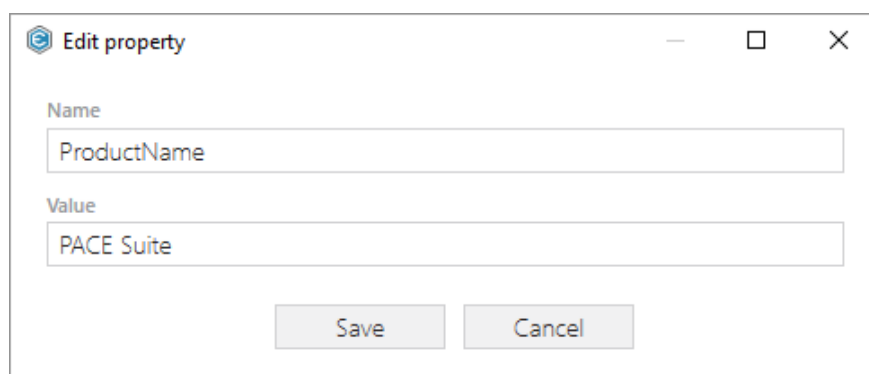 Edit property
Name
ProductName
Value
PACE Suite
Save Cancel